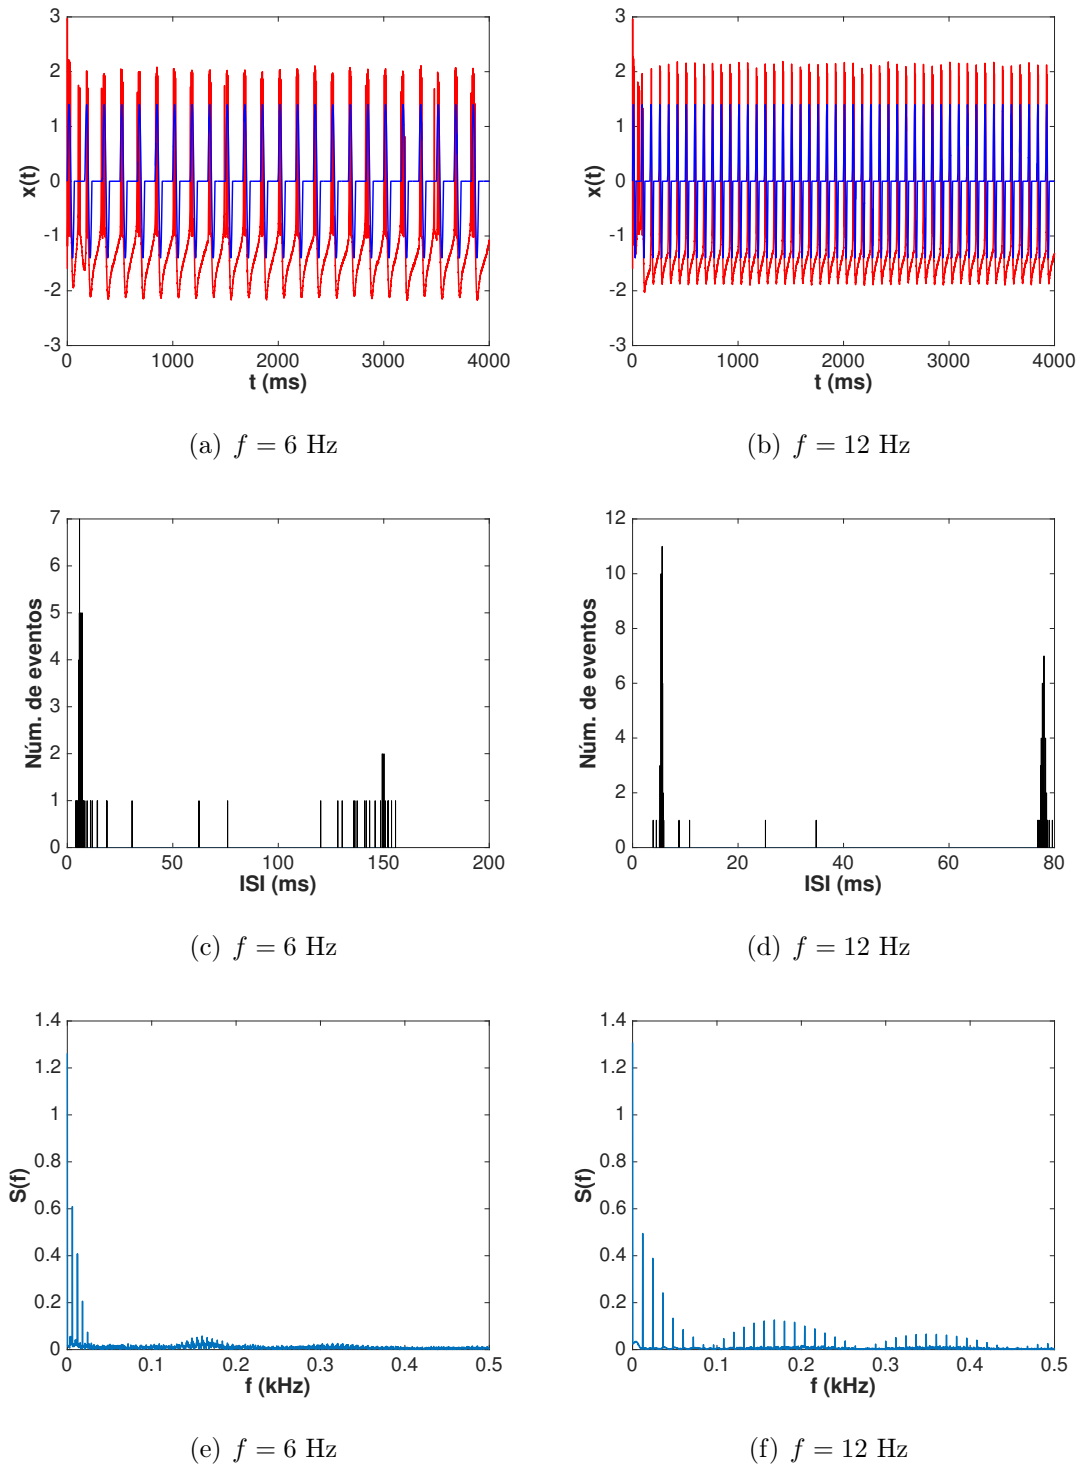 3
2
1
0
-1
-2
-3
x(t)
0 1000 2000 3000 4000
t (ms)
(a) f = 6 Hz
3
2
1
0
-1
-2
-3
x(t)
0 1000 2000 3000 4000
t (ms)
(b) f = 12 Hz
7
6
5
4
3
2
1
0
Núm. de eventos
0 50 100 150 200
ISI (ms)
(c) f = 6 Hz
12
10
8
6
4
2
0
Núm. de eventos
0 20 40 60 80
ISI (ms)
(d) f = 12 Hz
1.4
1.2
1
0.8
0.6
0.4
0.2
0
S(f)
0 0.1 0.2 0.3 0.4 0.5
f (kHz)
(e) f = 6 Hz
1.4
1.2
1
0.8
0.6
0.4
0.2
0
S(f)
0 0.1 0.2 0.3 0.4 0.5
f (kHz)
(f) f = 12 Hz